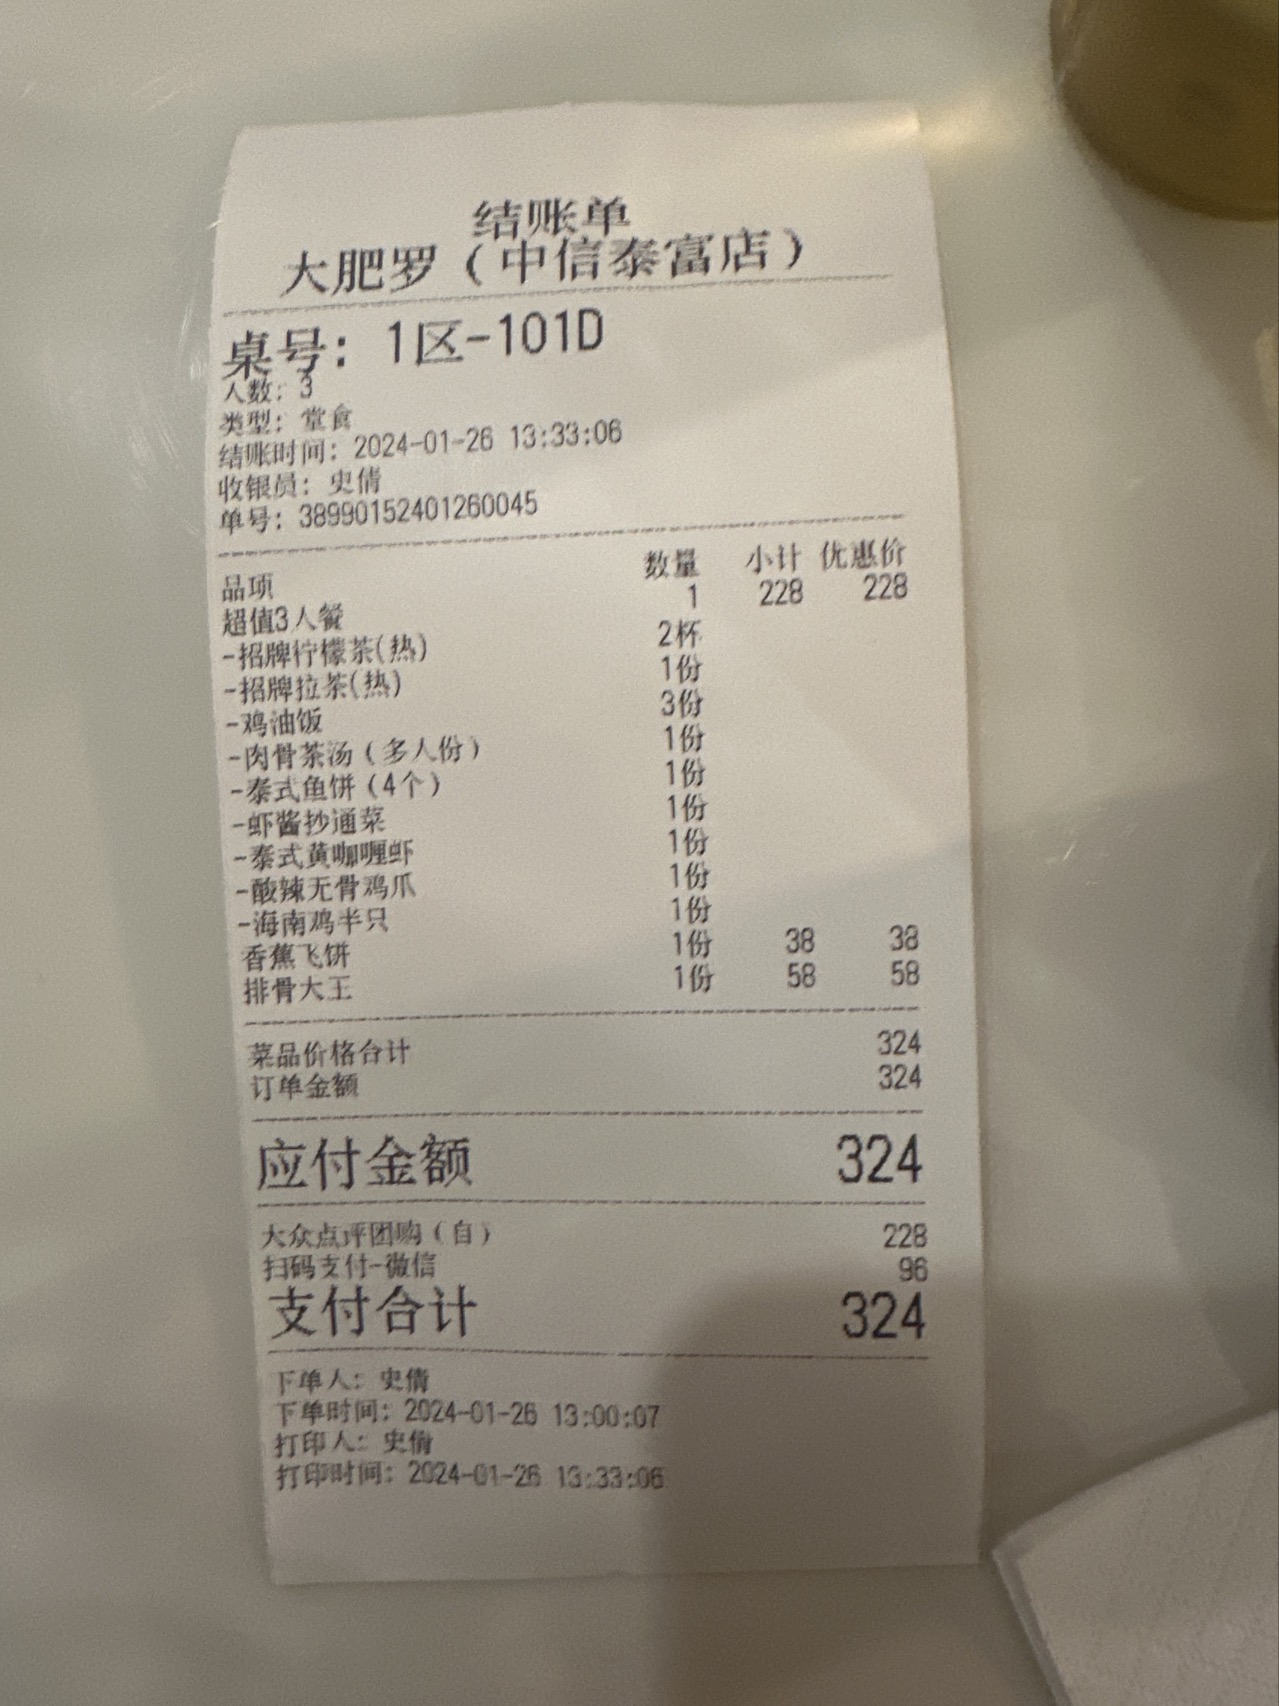 结账单
大肥罗（中信泰富店）
桌号：1区-101D
人数：3
类型：堂食
结账时间：2024-01-26 13:33:06
收银员：史倩
单号：38990152401260045
品项 数量 小计 优惠价
超值3人餐 1 228 228
-招牌柠檬茶(热) 2杯
-招牌拉茶(热) 1份
-鸡油饭 3份
-肉骨茶汤（多人份） 1份
-泰式鱼饼（4个） 1份
-虾酱抄通菜 1份
-泰式黄咖喱虾 1份
-酸辣无骨鸡爪 1份
-海南鸡半只 1份
香蕉飞饼 1份 38 38
排骨大王 1份 58 58
菜品价格合计 324
订单金额 324
应付金额 324
大众点评团购（自） 228
扫码支付-微信 96
支付合计 324
下单人：史倩
下单时间：2024-01-26 13:00:07
打印人：史倩
打印时间：2024-01-26 13:33:06